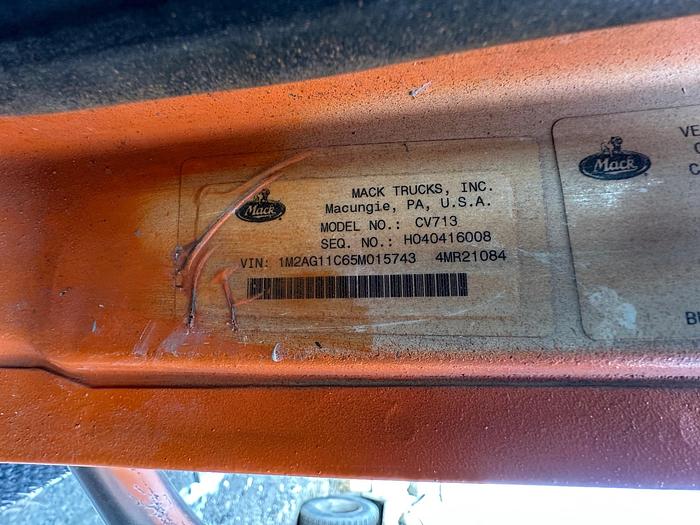 Mack
MACK TRUCKS, INC.
Macungie, PA, U.S.A.
MODEL NO.: CV713
SEQ. NO.: H040416008
VIN: 1M2AG11C65M015743 4MR21084
Mack